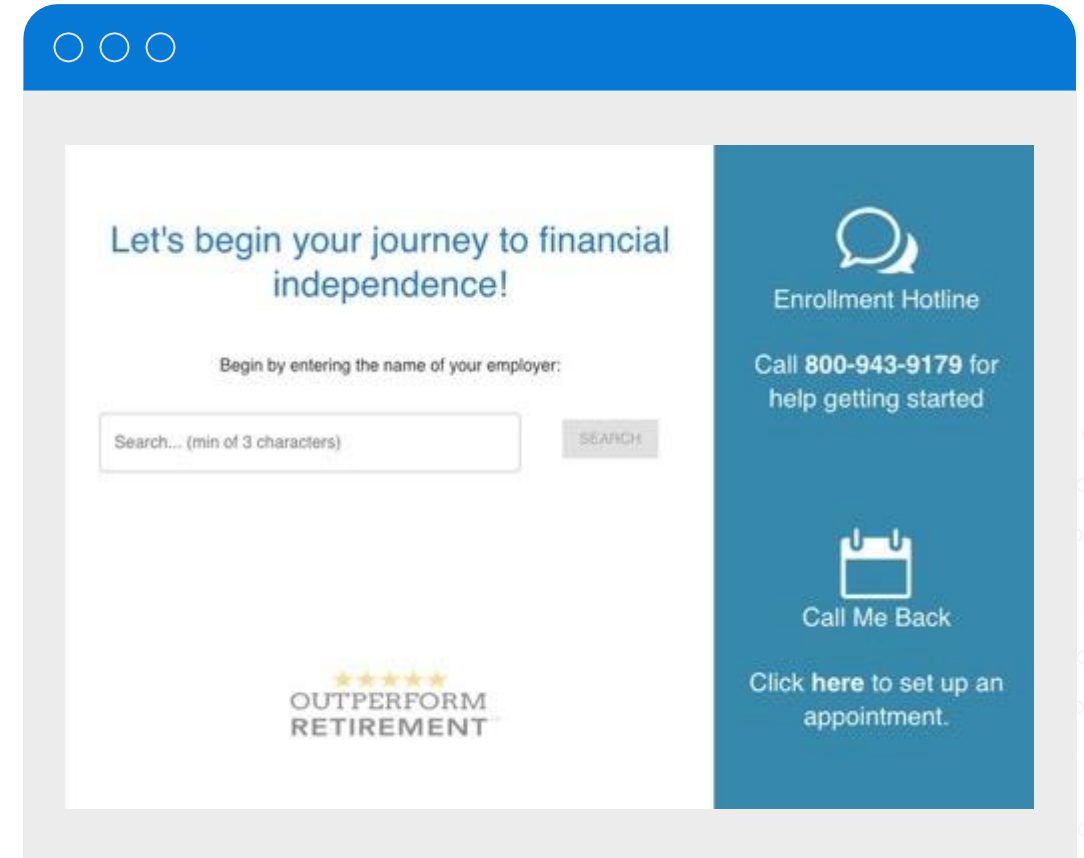 Let's begin your journey to financial
independence!
Begin by entering the name of your employer:
Search... (min of 3 characters)
SEARCH
OUTPERFORM
RETIREMENT
Enrollment Hotline
Call 800-943-9179 for
help getting started
Call Me Back
Click here to set up an
appointment.